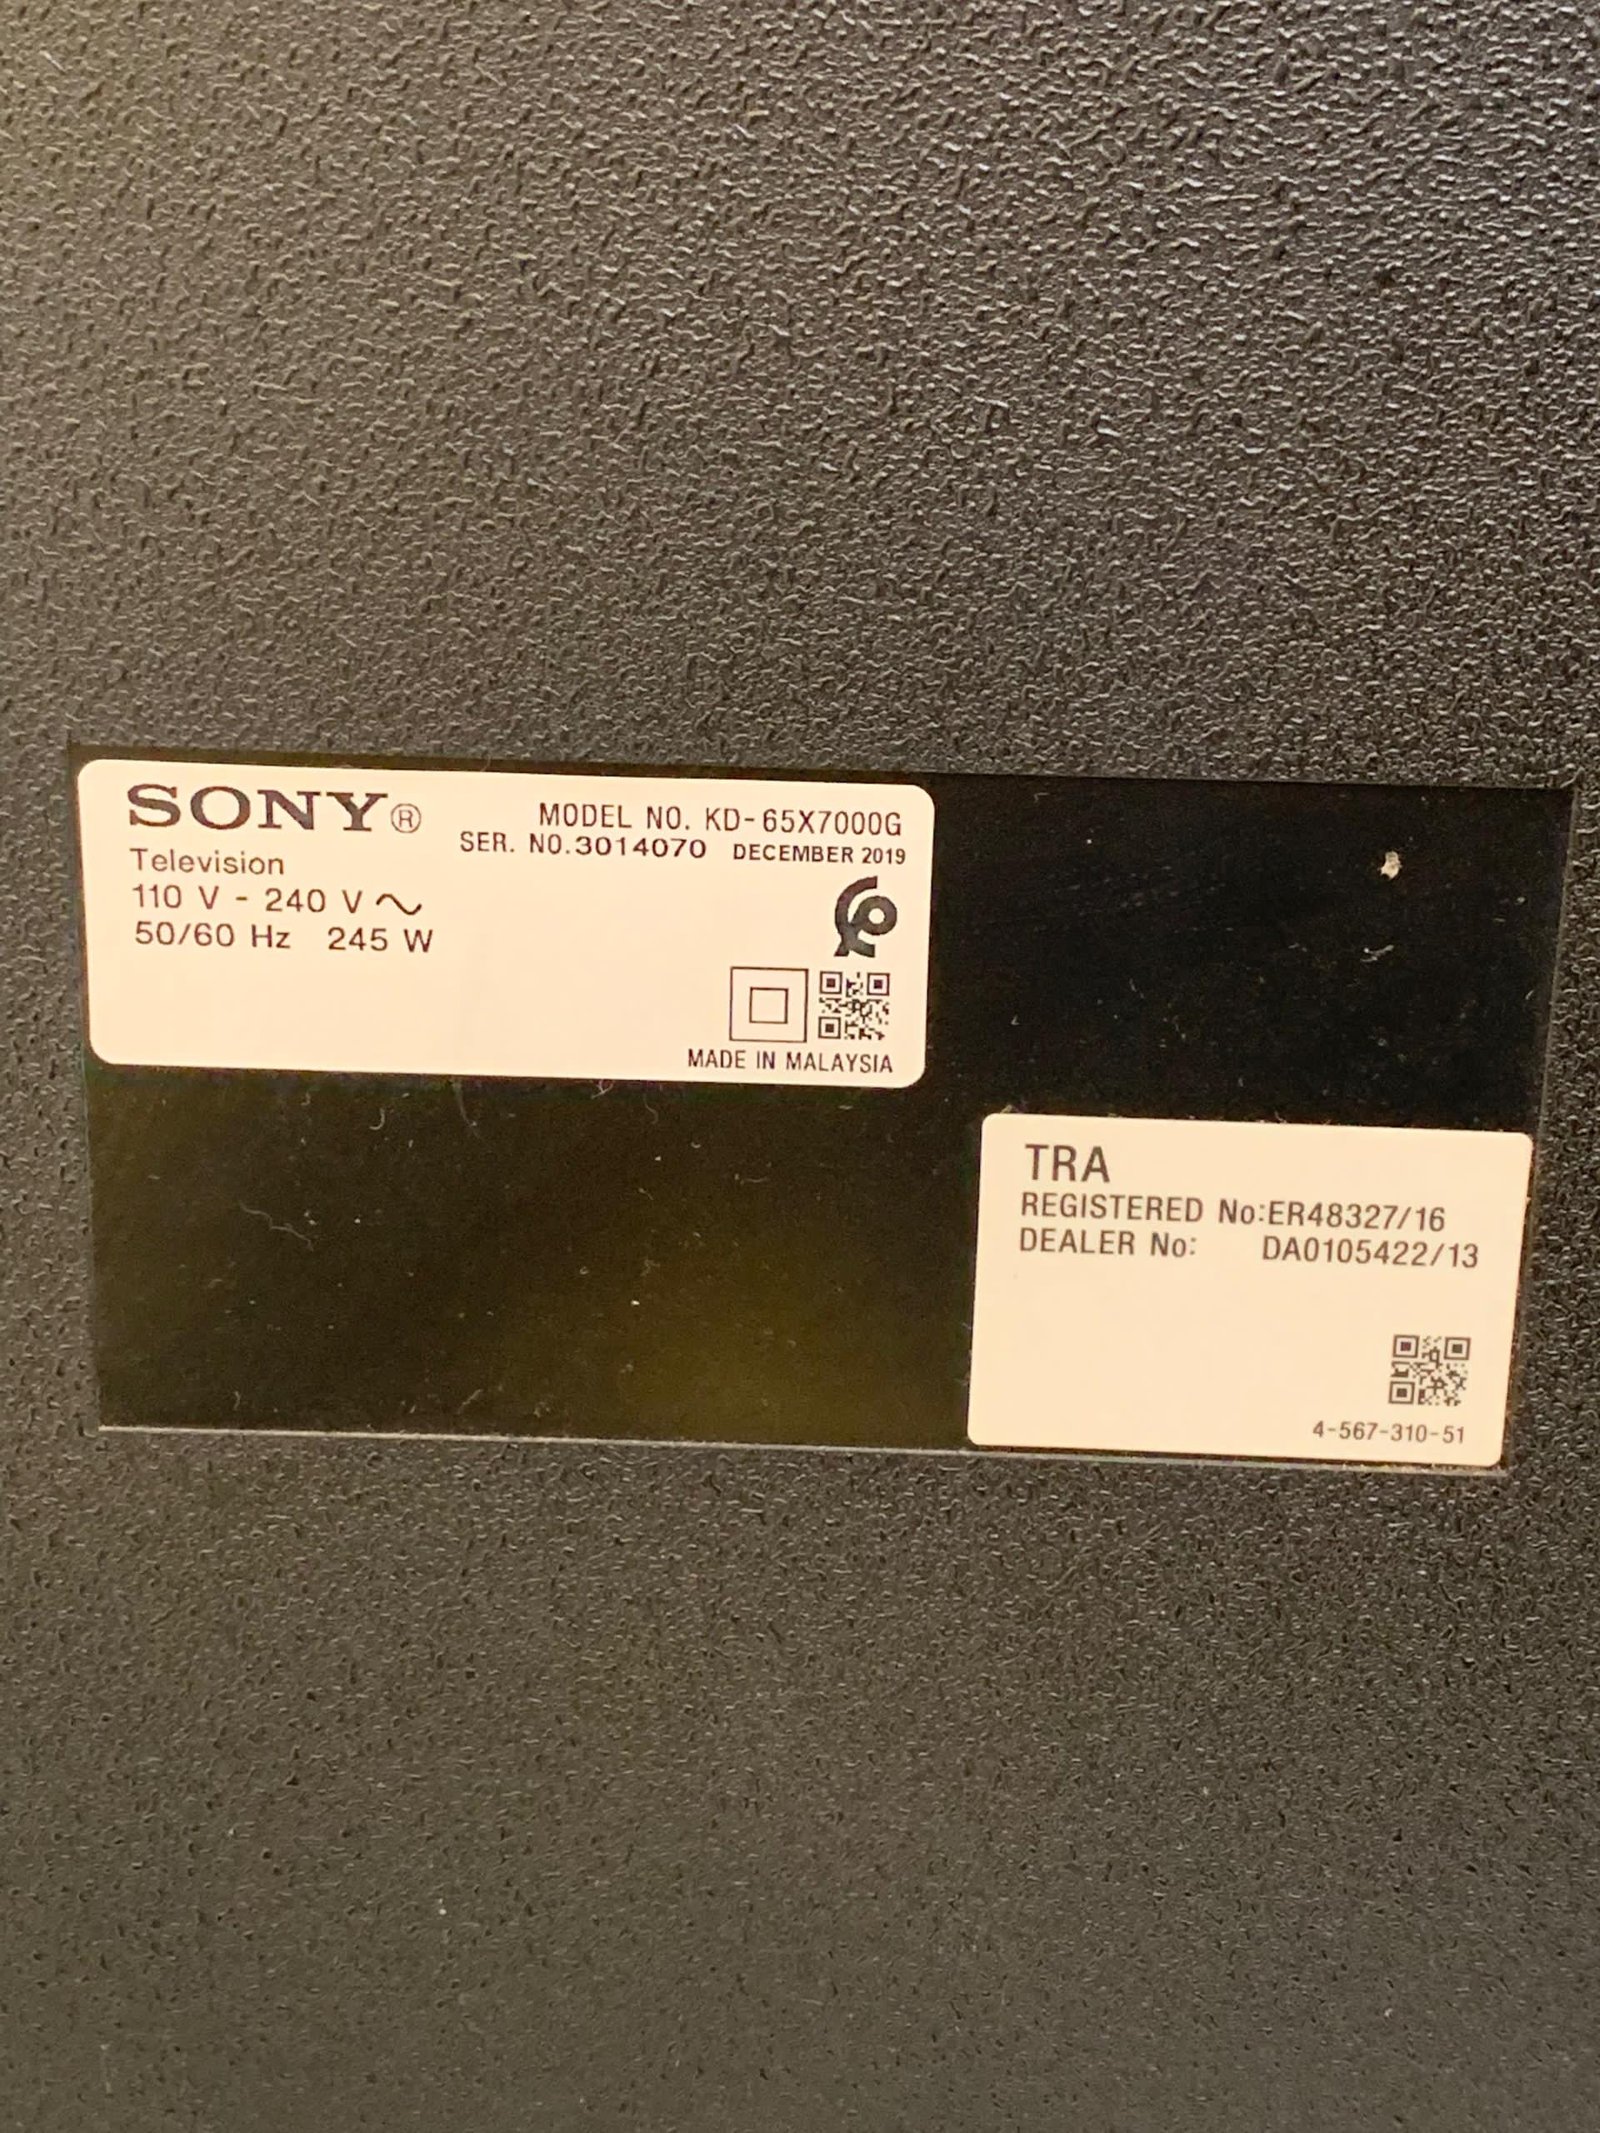 SONY®
MODEL NO. KD-65X7000G
SER. NO.3014070 DECEMBER 2019
Television
110 V - 240 V ∿
50/60 Hz 245 W
MADE IN MALAYSIA
TRA
REGISTERED No:ER48327/16
DEALER No: DA0105422/13
4-567-310-51